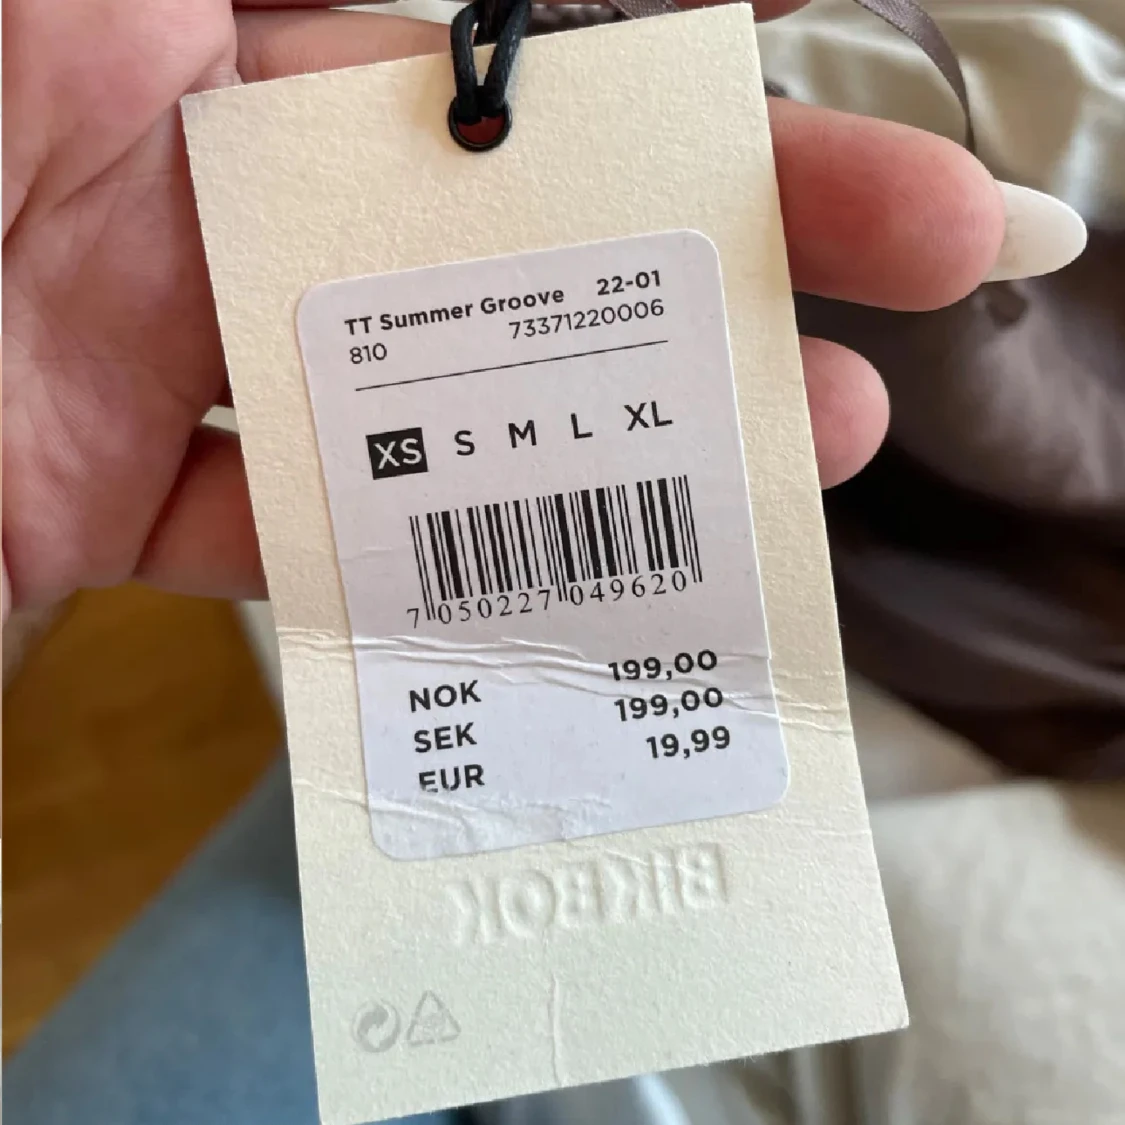 TT Summer Groove 22-01
810 73371220006
XS S M L XL
7 050227 049620
NOK 199,00
SEK 199,00
EUR 19,99
BIKBOK